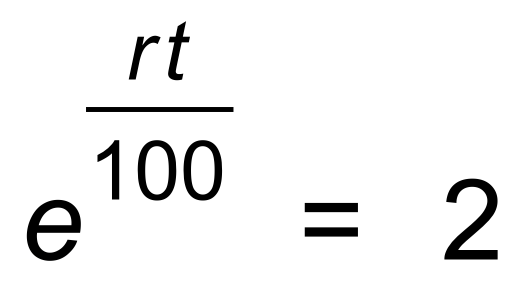 e^(rt/100) = 2